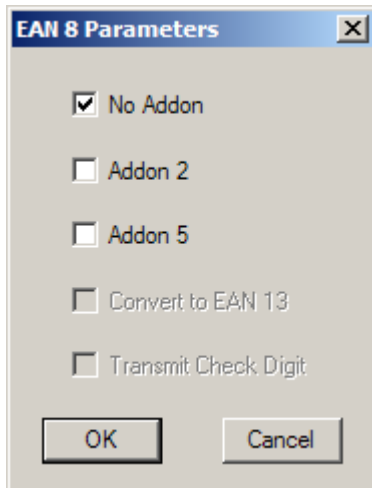 EAN 8 Parameters
No Addon
Addon 2
Addon 5
Convert to EAN 13
Transmit Check Digit
OK Cancel